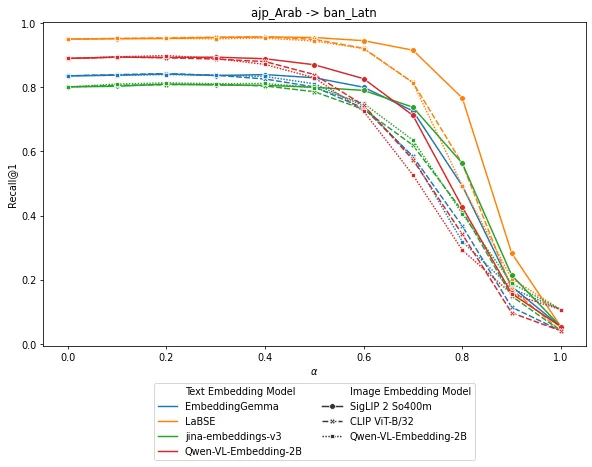 ajp_Arab -> ban_Latn
Recall@1
1.0
0.8
0.6
0.4
0.2
0.0
0.0 0.2 0.4 0.6 0.8 1.0
α
Text Embedding Model
EmbeddingGemma
LaBSE
jina-embeddings-v3
Qwen-VL-Embedding-2B
Image Embedding Model
SigLIP 2 So400m
CLIP ViT-B/32
Qwen-VL-Embedding-2B